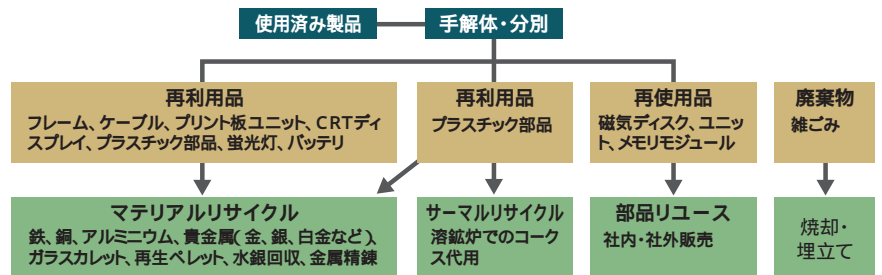 使用済み製品
手解体・分別
再利用品
フレーム、ケーブル、プリント板ユニット、CRTディ
スプレイ、プラスチック部品、蛍光灯、バッテリ
再利用品
プラスチック部品
再使用品
磁気ディスク、ユニッ
ト、メモリモジュール
廃棄物
雑ごみ
マテリアルリサイクル
鉄、銅、アルミニウム、貴金属(金、銀、白金など)、
ガラスカレット、再生ペレット、水銀回収、金属精錬
サーマルリサイクル
溶鉱炉でのコーク
ス代用
部品リユース
社内・社外販売
焼却・
埋立て